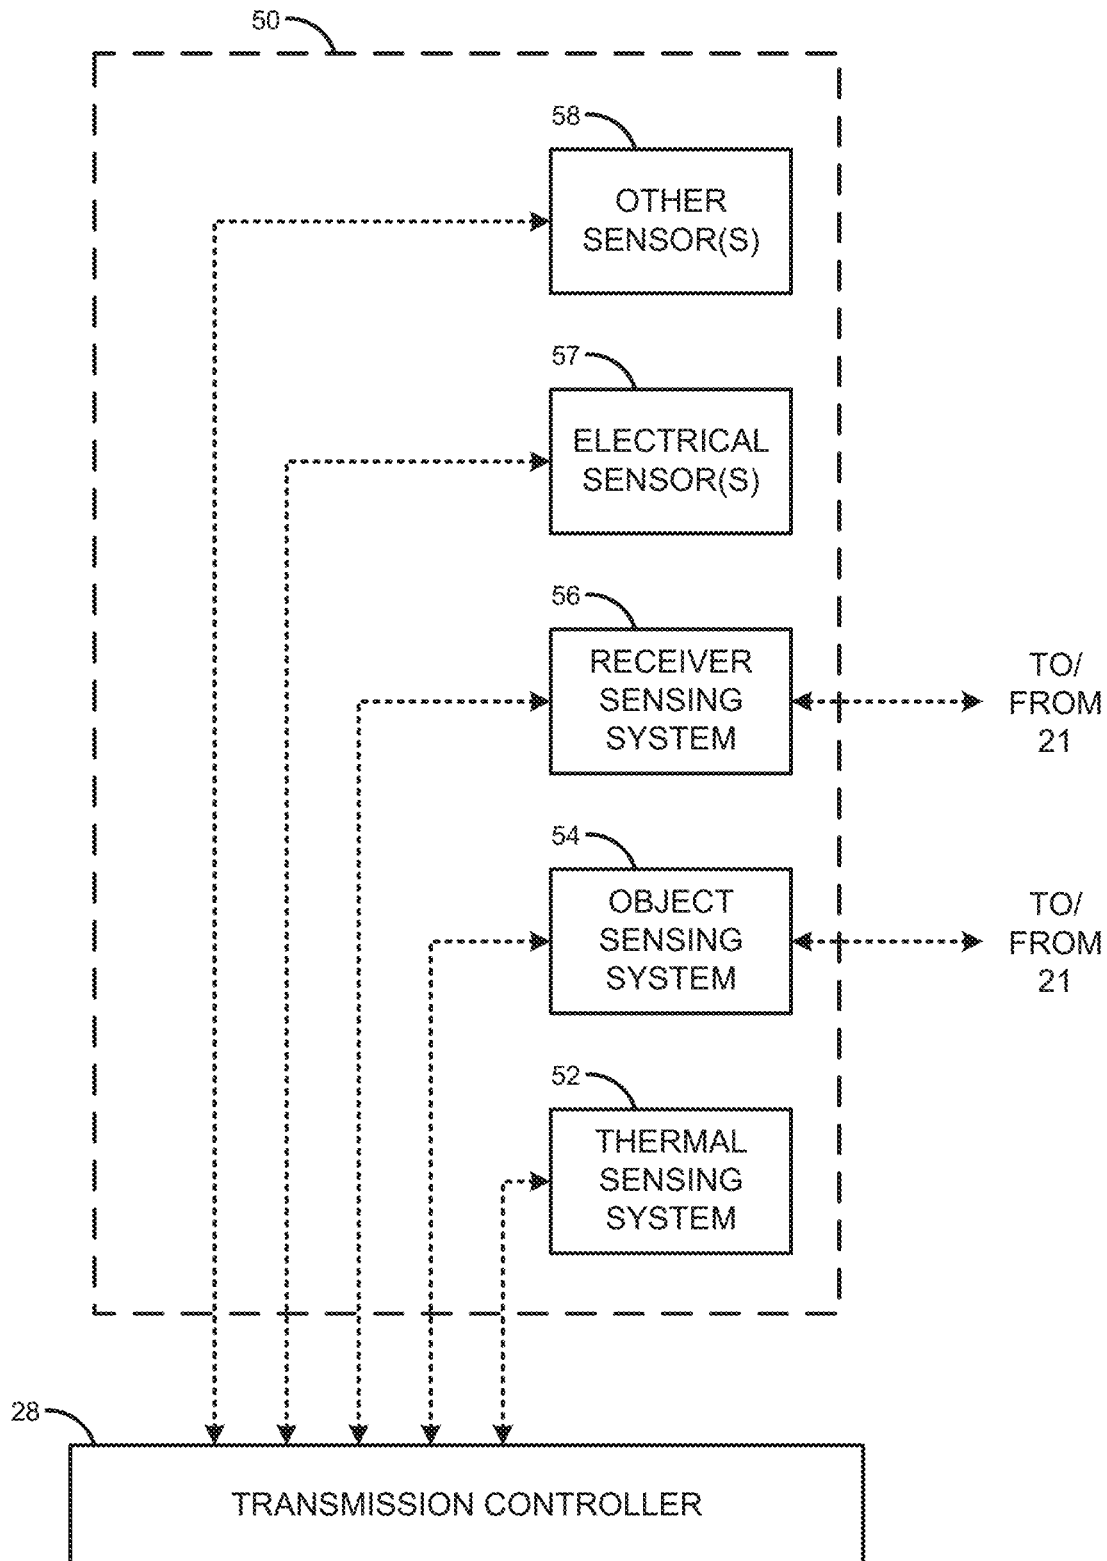 50
58
OTHER
SENSOR(S)
57
ELECTRICAL
SENSOR(S)
56
RECEIVER
SENSING
SYSTEM
TO/
FROM
21
54
OBJECT
SENSING
SYSTEM
TO/
FROM
21
52
THERMAL
SENSING
SYSTEM
28
TRANSMISSION CONTROLLER